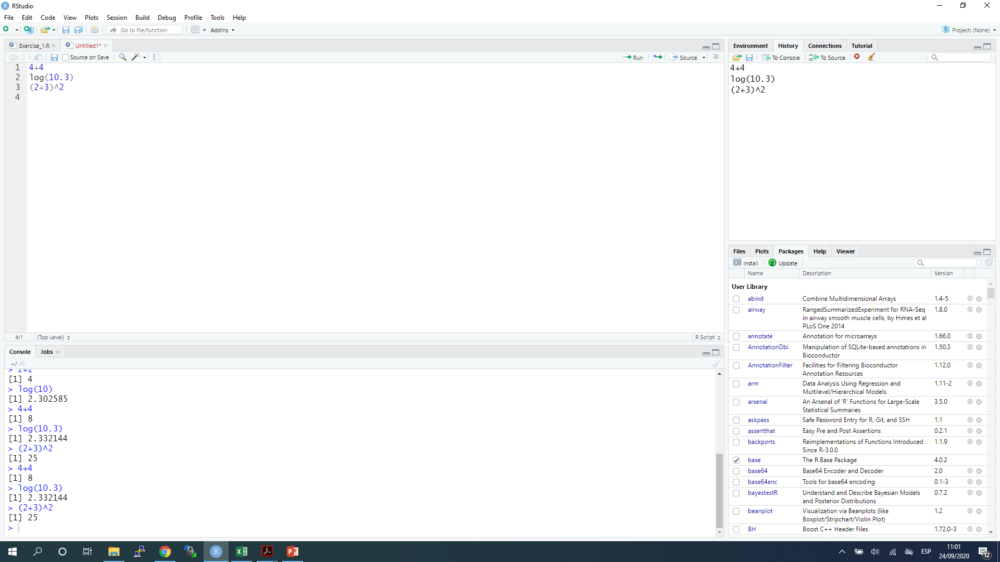 RStudio
File Edit Code View Plots Session Build Debug Profile Tools Help
Go to file/function Addins Project: (None)
Exercise_1.R Untitled1*
Source on Save Run Source
1 4+4
2 log(10.3)
3 (2+3)^2
4
4:1 (Top Level) R Script
Console Jobs
~/
> 2+2
[1] 4
> log(10)
[1] 2.302585
> 4+4
[1] 8
> log(10.3)
[1] 2.332144
> (2+3)^2
[1] 25
> 4+4
[1] 8
> log(10.3)
[1] 2.332144
> (2+3)^2
[1] 25
>
Environment History Connections Tutorial
To Console To Source
4+4
log(10.3)
(2+3)^2
Files Plots Packages Help Viewer
Install Update
Name Description Version
User Library
abind Combine Multidimensional Arrays 1.4-5
airway RangedSummarizedExperiment for RNA-Seq 1.8.0
in airway smooth muscle cells, by Himes et al
PLoS One 2014
annotate Annotation for microarrays 1.66.0
AnnotationDbi Manipulation of SQLite-based annotations in 1.50.3
Bioconductor
AnnotationFilter Facilities for Filtering Bioconductor 1.12.0
Annotation Resources
arm Data Analysis Using Regression and 1.11-2
Multilevel/Hierarchical Models
arsenal An Arsenal of 'R' Functions for Large-Scale 3.5.0
Statistical Summaries
askpass Safe Password Entry for R, Git, and SSH 1.1
assertthat Easy Pre and Post Assertions 0.2.1
backports Reimplementations of Functions Introduced 1.1.9
Since R-3.0.0
base The R Base Package 4.0.2
base64 Base64 Encoder and Decoder 2.0
base64enc Tools for base64 encoding 0.1-3
bayestestR Understand and Describe Bayesian Models 0.7.2
and Posterior Distributions
beanplot Visualization via Beanplots (like 1.2
Boxplot/Stripchart/Violin Plot)
BH Boost C++ Header Files 1.72.0-3
ESP
11:01
24/09/2020
12